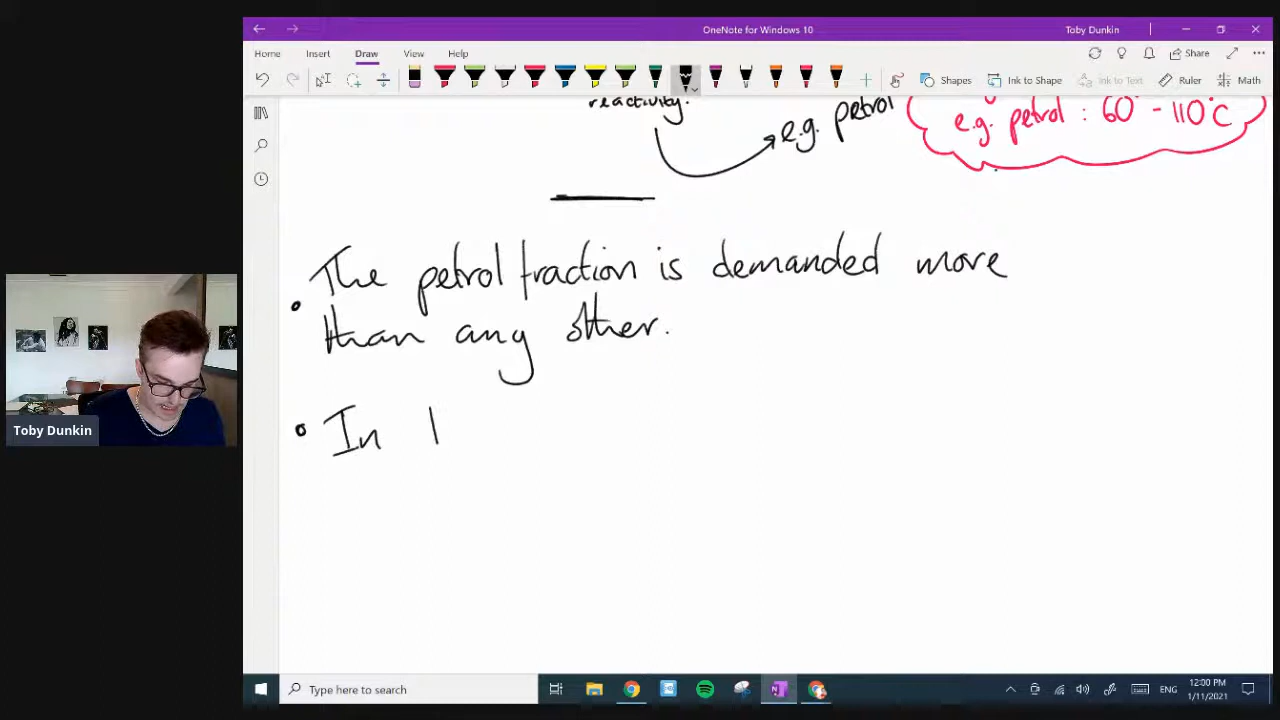 OneNote for Windows 10
Toby Dunkin
Home Insert Draw View Help
Share
Shapes Ink to Shape Ink to Text Ruler Math
reactivity.
e.g. petrol
e.g. petrol : 60° - 110°C
The petrol fraction is demanded more
than any other.
In
Toby Dunkin
Type here to search
ENG
12:00 PM
1/11/2021